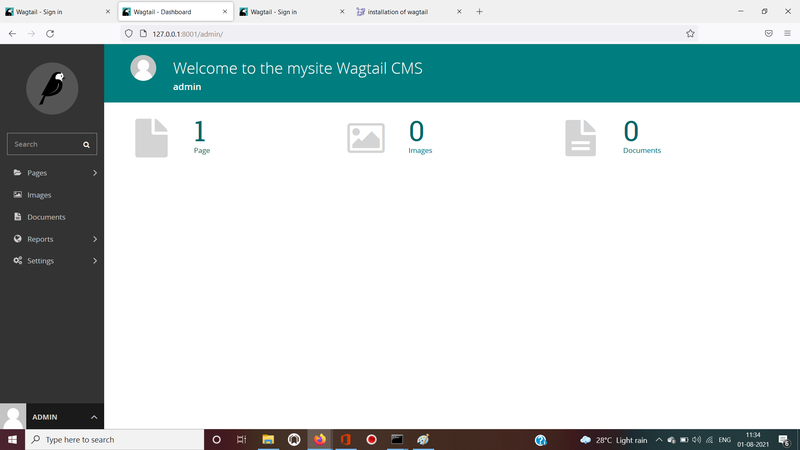 Wagtail - Sign in
Wagtail - Dashboard
Wagtail - Sign in
installation of wagtail
127.0.0.1:8001/admin/
Welcome to the mysite Wagtail CMS
admin
Search
1
Page
0
Images
0
Documents
Pages
Images
Documents
Reports
Settings
ADMIN
Type here to search
28°C Light rain
ENG
11:34
01-08-2021